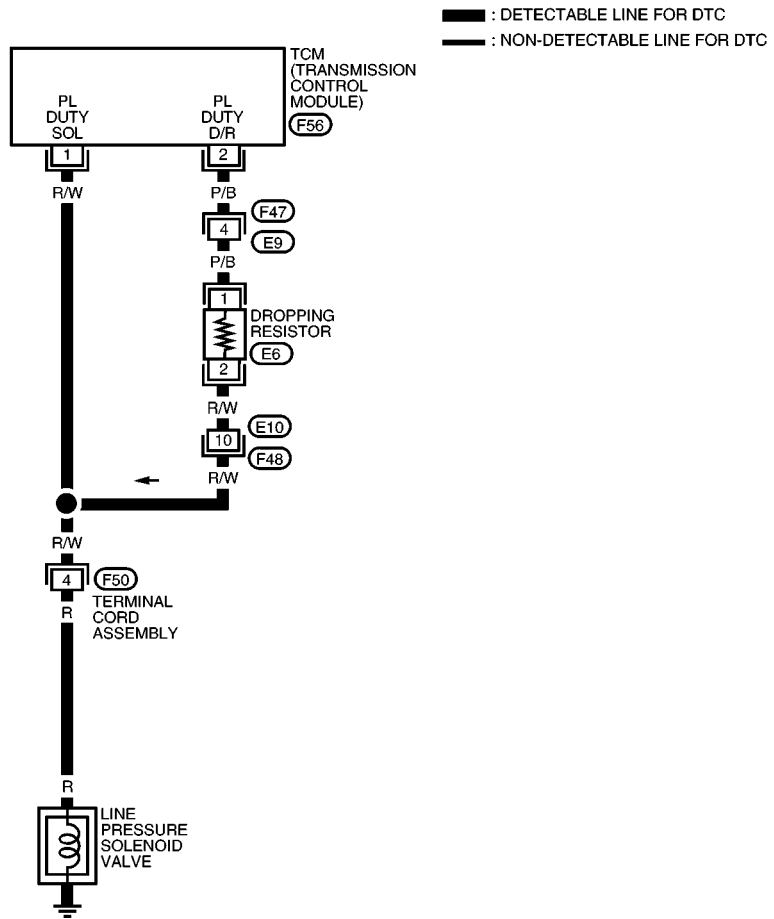 : DETECTABLE LINE FOR DTC
: NON-DETECTABLE LINE FOR DTC
TCM
(TRANSMISSION
CONTROL
MODULE)
F56
PL
DUTY
SOL
PL
DUTY
D/R
1
2
R/W
P/B
F47
4
E9
P/B
1
DROPPING
RESISTOR
E6
2
R/W
E10
10
F48
R/W
R/W
4
F50
TERMINAL
CORD
ASSEMBLY
R
R
LINE
PRESSURE
SOLENOID
VALVE